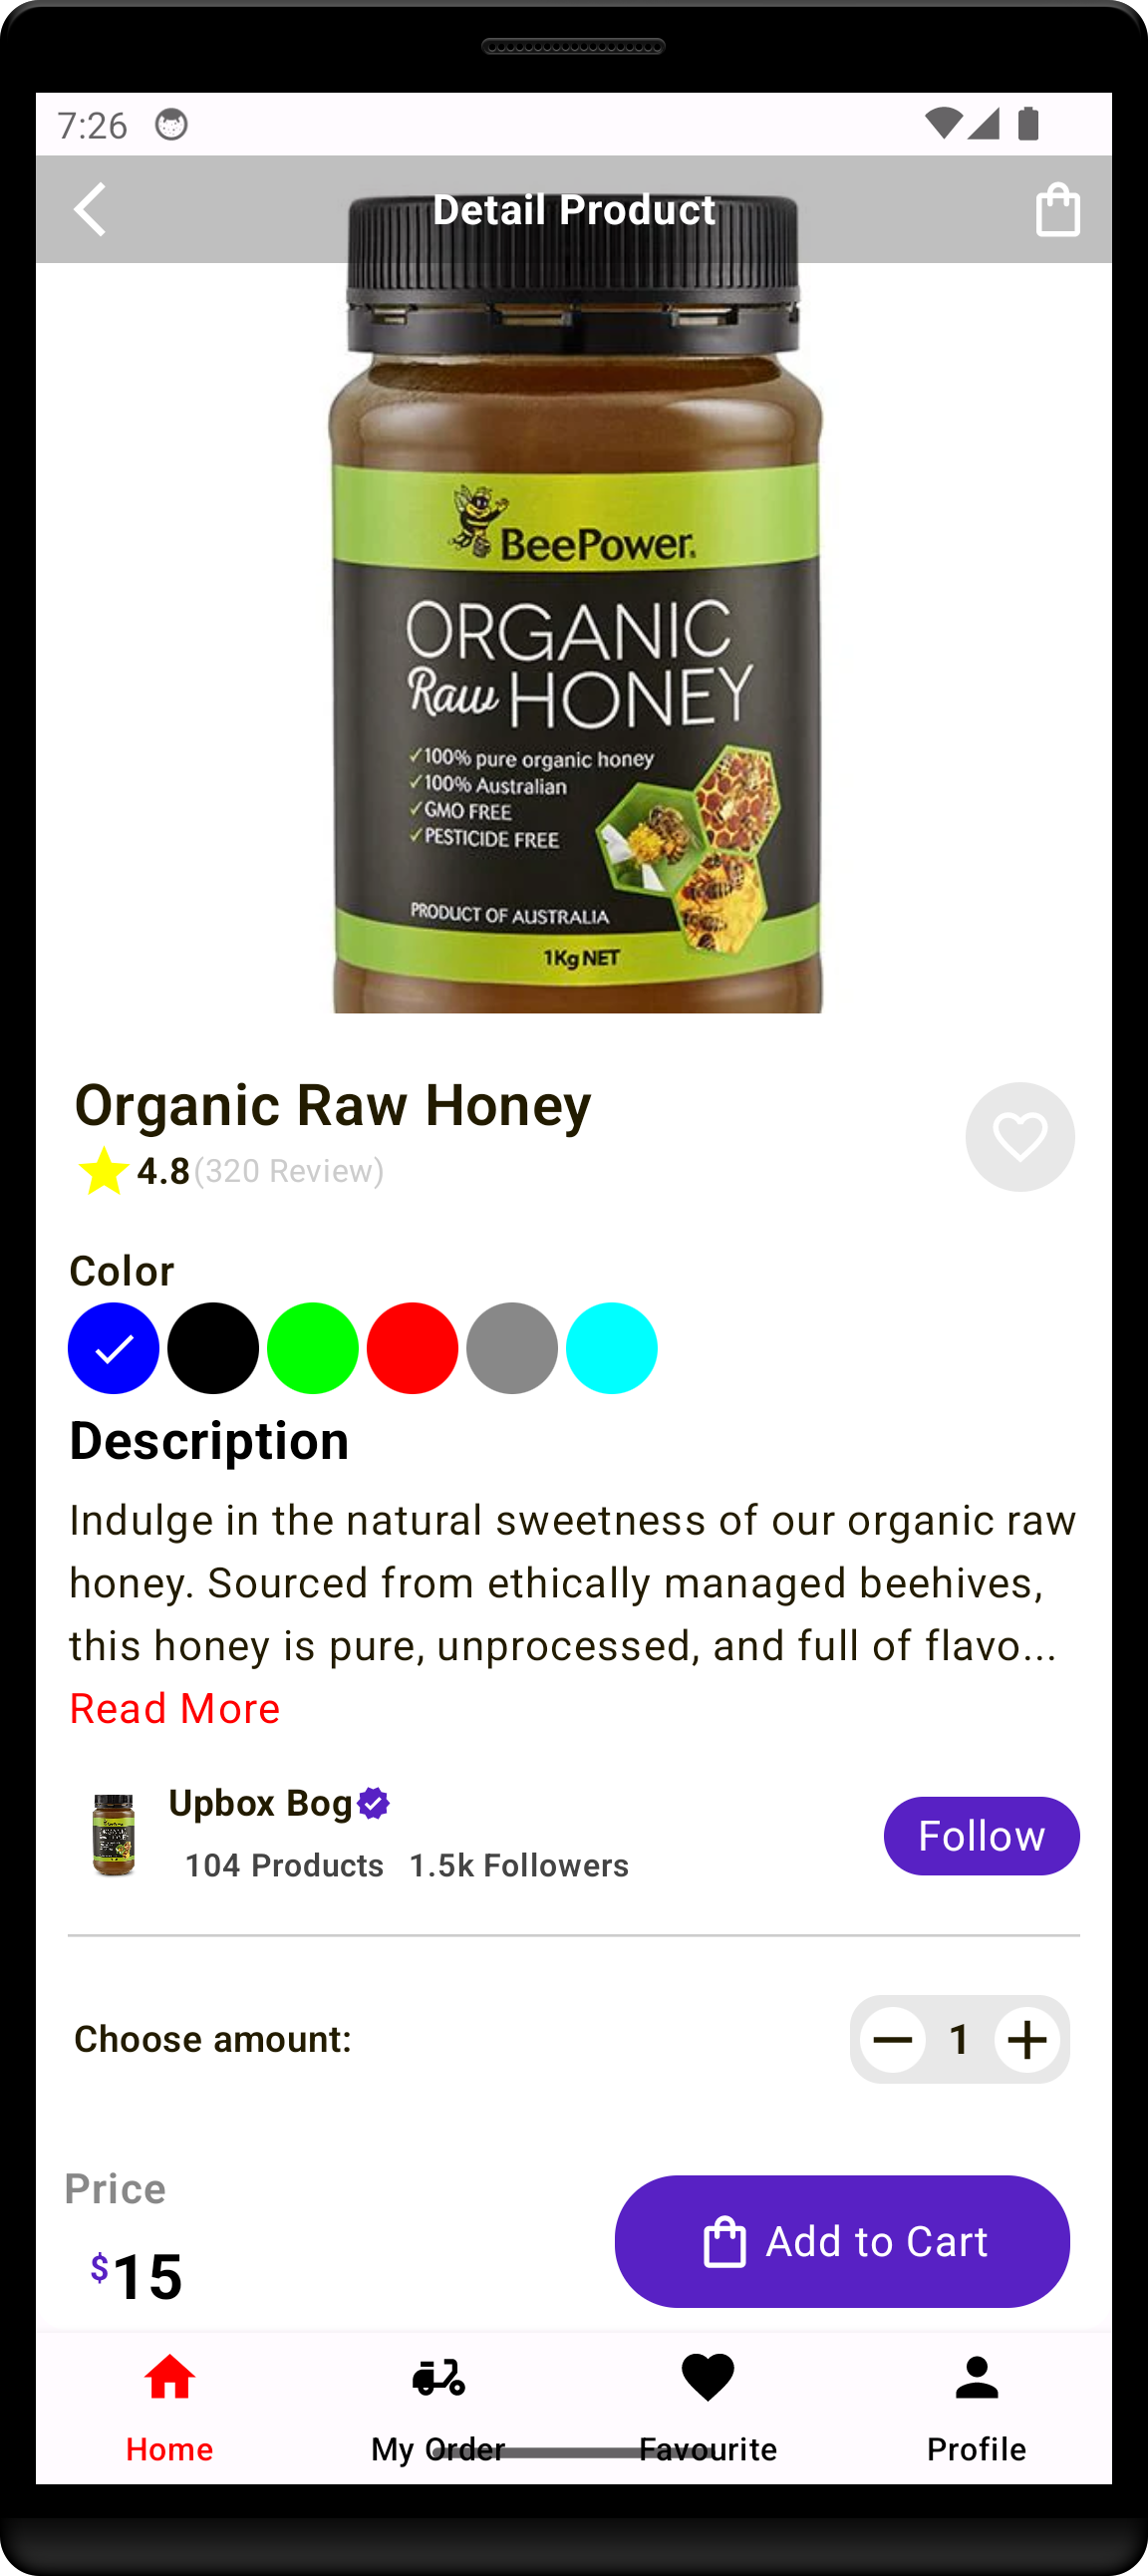 7:26
Detail Product
BeePower
ORGANIC
Raw HONEY
✓100% pure organic honey
✓100% Australian
✓GMO FREE
✓PESTICIDE FREE
PRODUCT OF AUSTRALIA
1Kg NET
Organic Raw Honey
4.8(320 Review)
Color
Description
Indulge in the natural sweetness of our organic raw
honey. Sourced from ethically managed beehives,
this honey is pure, unprocessed, and full of flavo...
Read More
Upbox Bog
104 Products 1.5k Followers
Follow
Choose amount:
1
Price
$15
Add to Cart
Home
My Order
Favourite
Profile